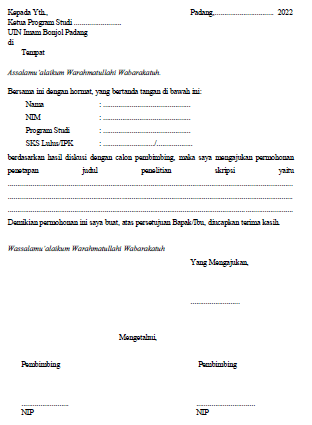 Kepada Yth., Padang,............................... 2022
Ketua Program Studi .........................
UIN Imam Bonjol Padang
di
Tempat
Assalamu'alaitkum Warahmatullahi Wabarakatuh.
Bersama ini dengan hormat, yang bertanda tangan di bawah ini:
Nama : .............................................
NIM : .............................................
Program Studi : .............................................
SKS Lulus/IPK : ........................../...................
berdasarkan hasil diskusi dengan calon pembimbing, maka saya mengajukan permohonan
penetapan judul penelitian skripsi yaitu
......................................................................................................................................................
......................................................................................................................................................
......................................................................................................................................................
Demikian permohonan ini saya buat, atas persetujuan Bapak/Ibu, diucapkan terima kasih.
Wassalamu'alaitkum Warahmatullahi Wabarakatuh
Yang Mengajukan,
..........................
Mengetahui,
Pembimbing Pembimbing
......................... ...............................
NIP NIP